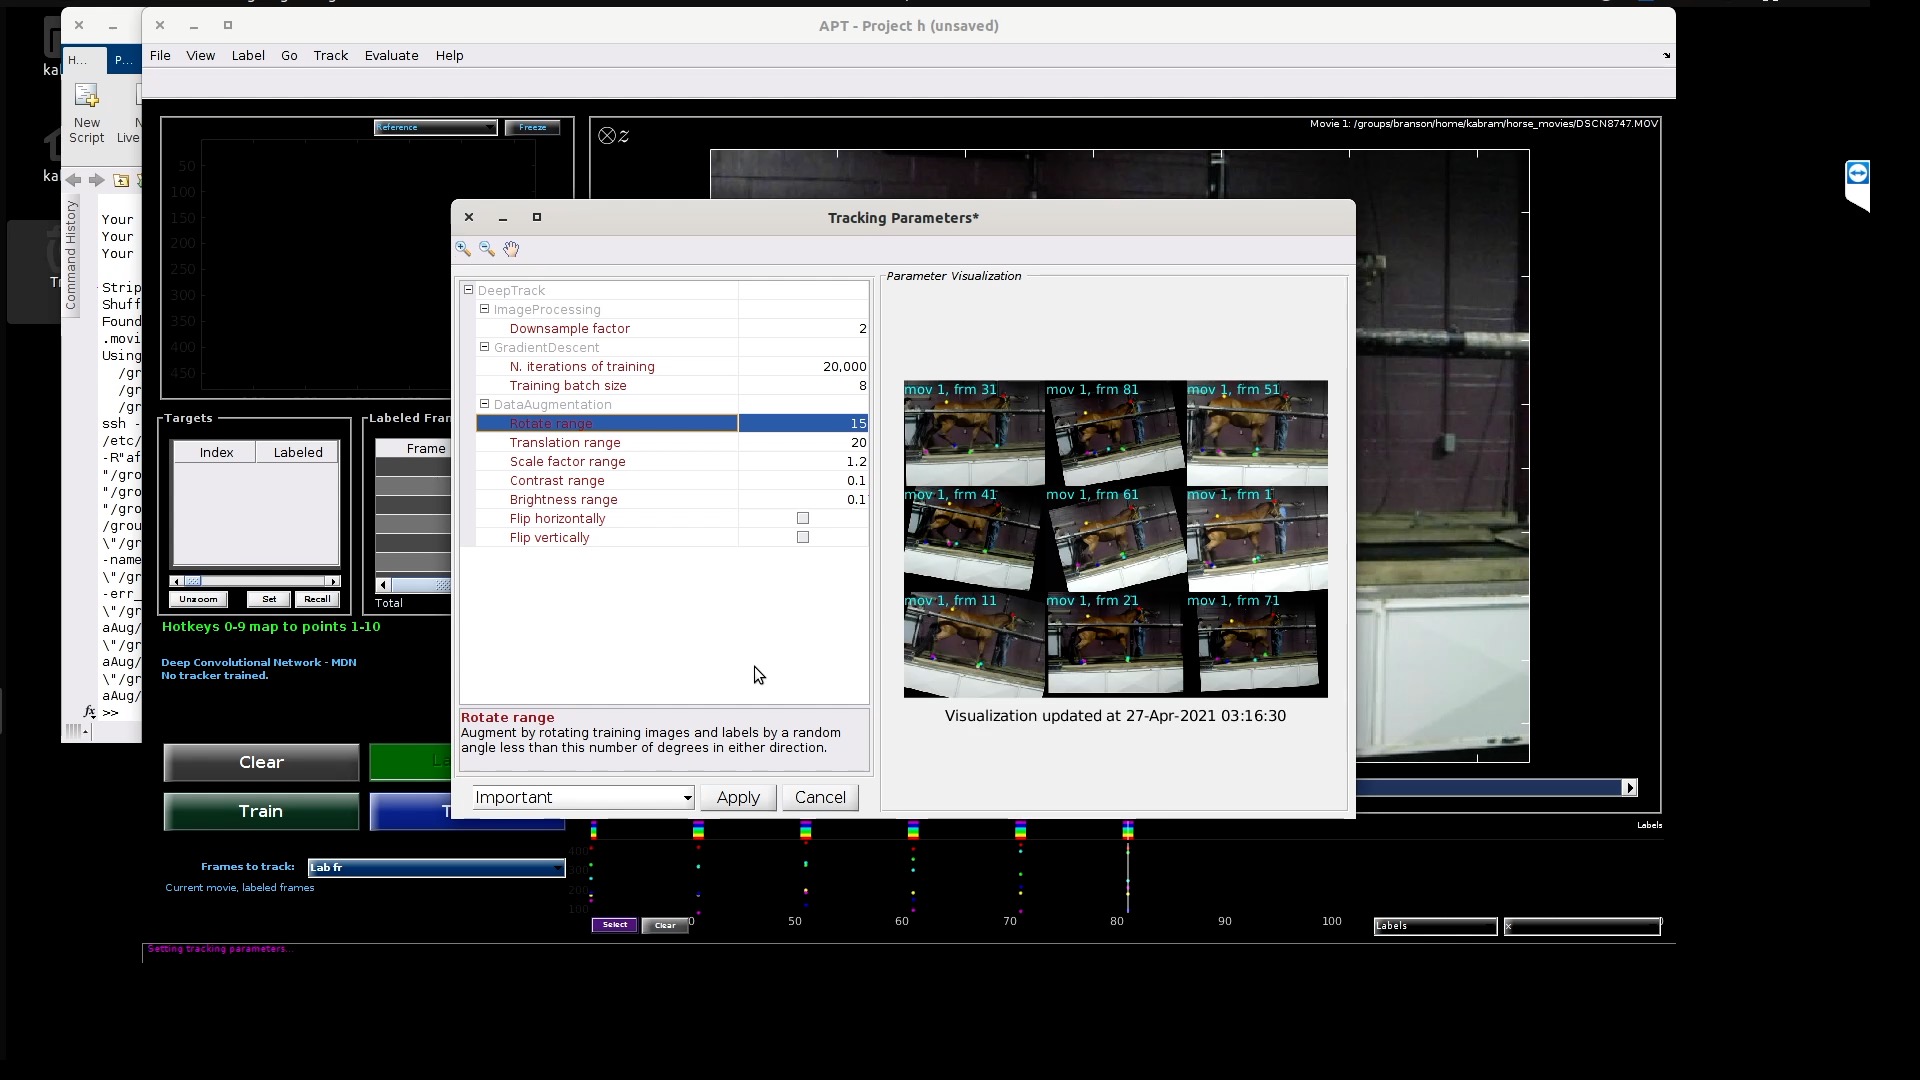 APT - Project h (unsaved)
File View Label Go Track Evaluate Help
H... P...
New
Script
Live
Command History
Your
Your
Your
Strip
Shuff
Found
.movi
Using
/gr
/gr
/gr
ssh -
/etc/
-R"af
"/gro
"/gro
/grou
\"/gr
-name
\"/gr
-err_
\"/gr
aAug/
\"/gr
aAug/
\"/gr
aAug/
fx >>
Reference Freeze
50
100
150
200
250
300
350
400
450
Movie 1: /groups/branson/home/kabram/horse_movies/DSCN8747.MOV
Targets
Index Labeled
Unzoom Set Recall
Labeled Fram
Frame
Total
Hotkeys 0-9 map to points 1-10
Deep Convolutional Network - MDN
No tracker trained.
Clear
Train
Frames to track: Lab fr
Current movie, labeled frames
Setting tracking parameters...
Tracking Parameters*
DeepTrack
ImageProcessing
Downsample factor 2
GradientDescent
N. iterations of training 20,000
Training batch size 8
DataAugmentation
Rotate range 15
Translation range 20
Scale factor range 1.2
Contrast range 0.1
Brightness range 0.1
Flip horizontally
Flip vertically
Rotate range
Augment by rotating training images and labels by a random
angle less than this number of degrees in either direction.
Important Apply Cancel
Parameter Visualization
mov 1, frm 31 mov 1, frm 81 mov 1, frm 51
mov 1, frm 41 mov 1, frm 61 mov 1, frm 1
mov 1, frm 11 mov 1, frm 21 mov 1, frm 71
Visualization updated at 27-Apr-2021 03:16:30
Labels
400
300
200
100
Select Clear 0 50 60 70 80 90 100 Labels x